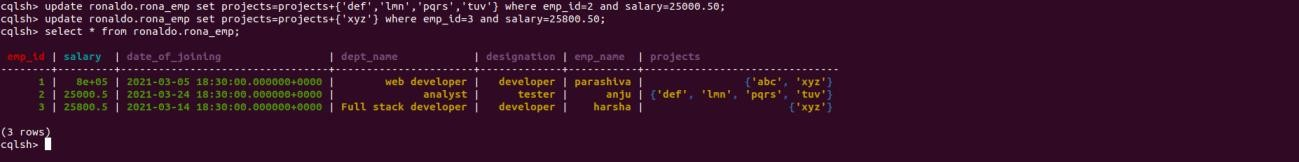 cqlsh> update ronaldo.rona_emp set projects=projects+{'def','lmn','pqrs','tuv'} where emp_id=2 and salary=25000.50;
cqlsh> update ronaldo.rona_emp set projects=projects+{'xyz'} where emp_id=3 and salary=25800.50;
cqlsh> select * from ronaldo.rona_emp;
emp_id | salary | date_of_joining | dept_name | designation | emp_name | projects
--------+---------+---------------------------------+----------------------+-------------+-----------+------------------------------
1 | 8e+05 | 2021-03-05 18:30:00.000000+0000 | web developer | developer | parashiva | {'abc', 'xyz'}
2 | 25000.5 | 2021-03-24 18:30:00.000000+0000 | analyst | tester | anju | {'def', 'lmn', 'pqrs', 'tuv'}
3 | 25800.5 | 2021-03-14 18:30:00.000000+0000 | Full stack developer | developer | harsha | {'xyz'}
(3 rows)
cqlsh>